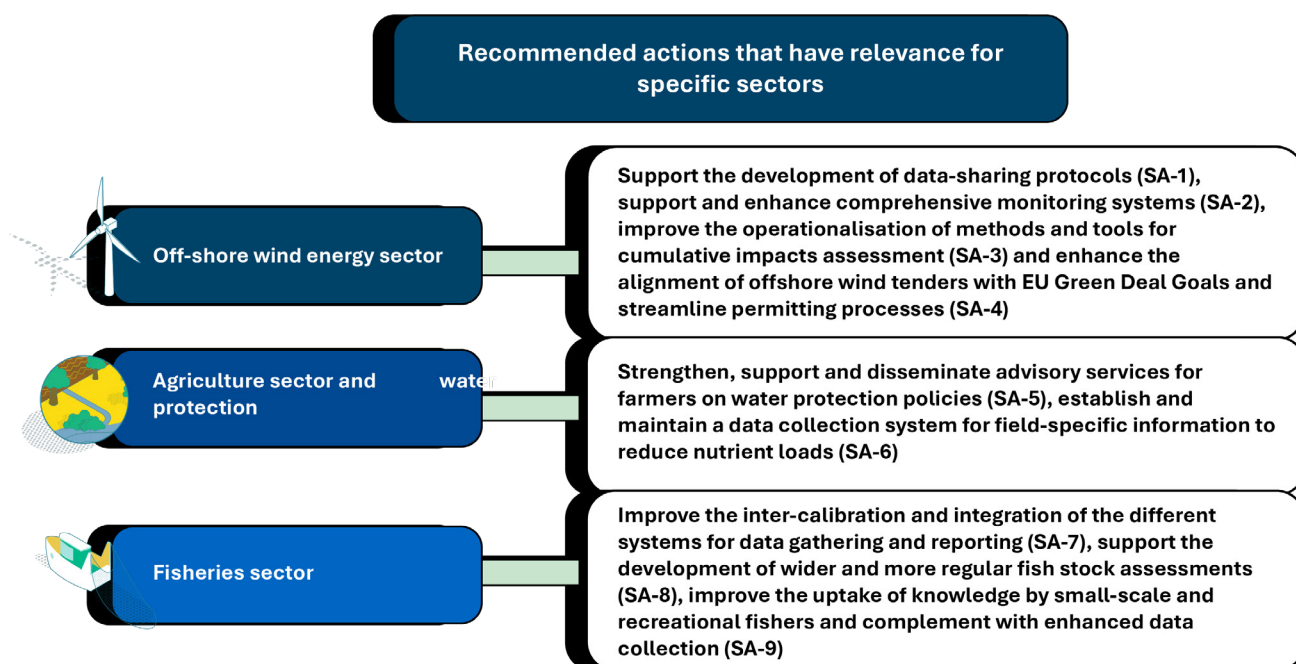 Recommended actions that have relevance for
specific sectors
Off-shore wind energy sector
Support the development of data-sharing protocols (SA-1),
support and enhance comprehensive monitoring systems (SA-2),
improve the operationalisation of methods and tools for
cumulative impacts assessment (SA-3) and enhance the
alignment of offshore wind tenders with EU Green Deal Goals and
streamline permitting processes (SA-4)
Agriculture sector and water
protection
Strengthen, support and disseminate advisory services for
farmers on water protection policies (SA-5), establish and
maintain a data collection system for field-specific information to
reduce nutrient loads (SA-6)
Fisheries sector
Improve the inter-calibration and integration of the different
systems for data gathering and reporting (SA-7), support the
development of wider and more regular fish stock assessments
(SA-8), improve the uptake of knowledge by small-scale and
recreational fishers and complement with enhanced data
collection (SA-9)